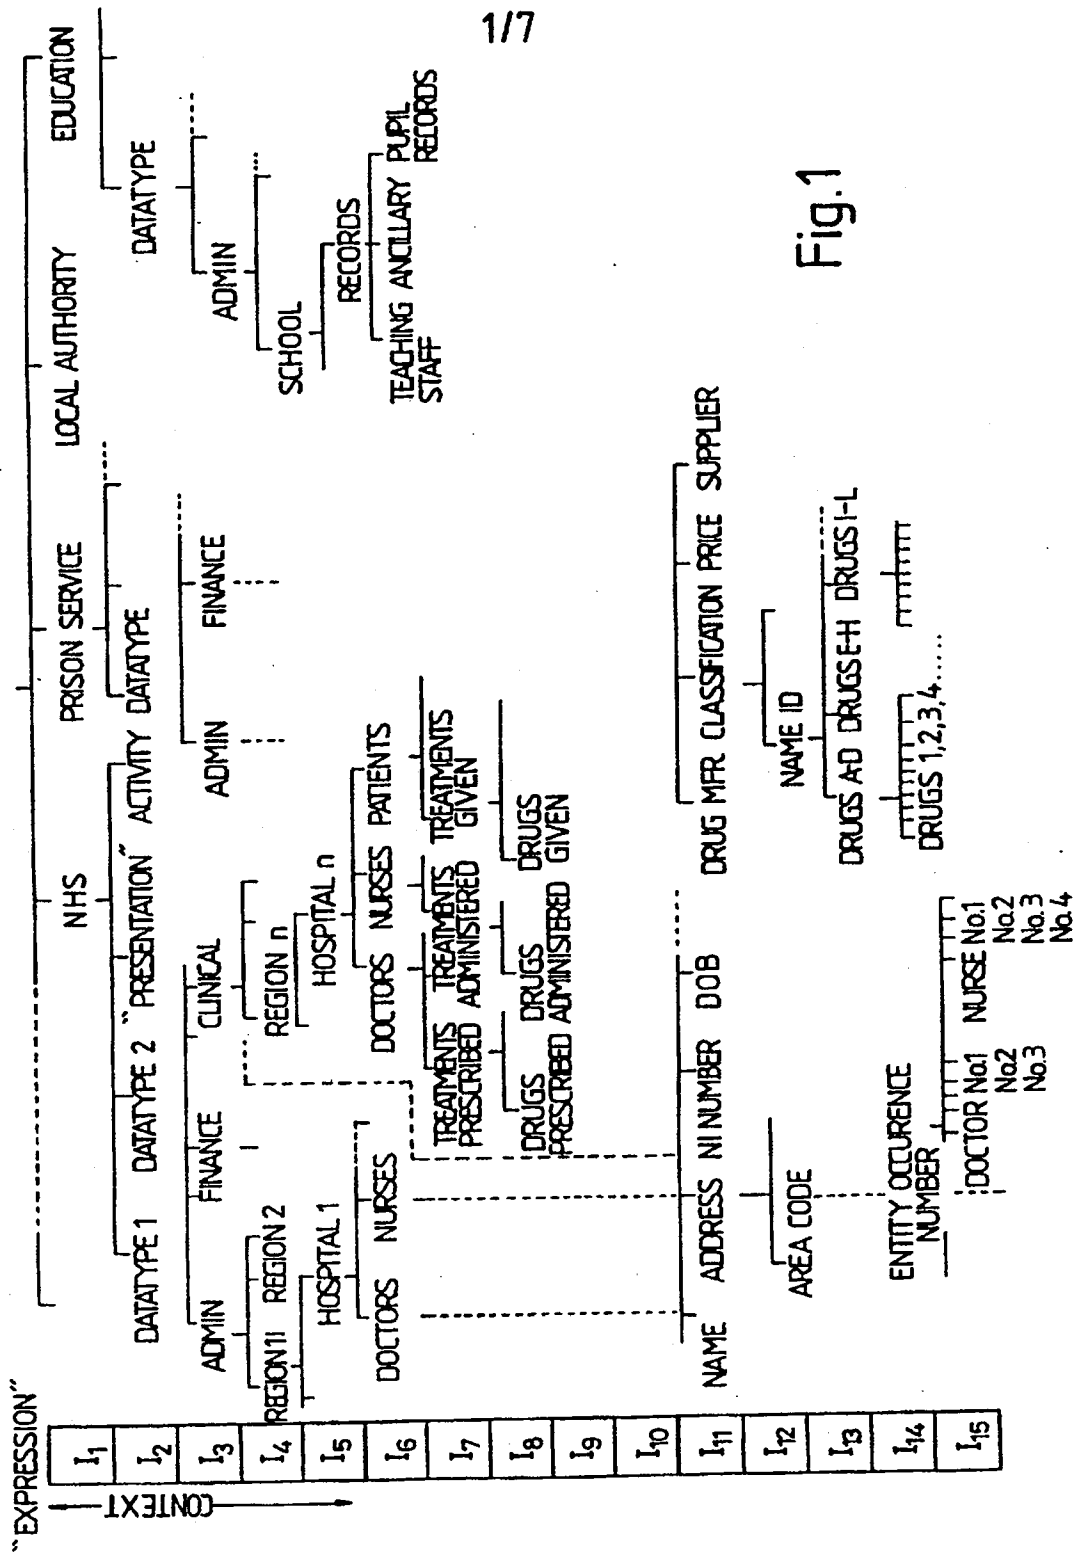 1/7
"EXPRESSION"
CONTEXT
I1
NHS PRISON SERVICE LOCAL AUTHORITY EDUCATION
I2
DATATYPE 1 DATATYPE 2 "PRESENTATION" ACTIVITY DATATYPE DATATYPE
I3
ADMIN FINANCE CLINICAL ADMIN FINANCE ADMIN
I4
REGION 1 REGION 2 REGION n SCHOOL
I5
HOSPITAL 1 HOSPITAL n RECORDS
I6
DOCTORS NURSES DOCTORS NURSES PATIENTS TEACHING ANCILLARY PUPIL
STAFF RECORDS
I7
TREATMENTS TREATMENTS TREATMENTS
PRESCRIBED ADMINISTERED GIVEN
I8
DRUGS DRUGS DRUGS
PRESCRIBED ADMINISTERED GIVEN
I9
I10
I11
NAME ADDRESS NI NUMBER DOB DRUG MFR. CLASSIFICATION PRICE SUPPLIER
I12
AREA CODE NAME ID
I13
DRUGS A-D DRUGS E-H DRUGS I-L
I14
ENTITY OCCURENCE
NUMBER
DRUGS 1,2,3,4.....
I15
DOCTOR No.1 NURSE No.1
No2 No.2
No.3 No.3
No.4
Fig.1